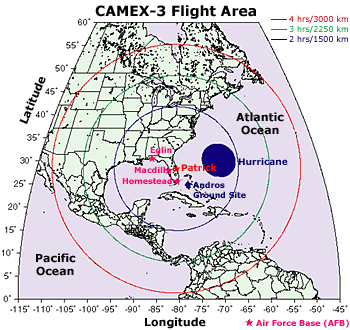 CAMEX-3 Flight Area
4 hrs/3000 km
3 hrs/2250 km
2 hrs/1500 km
60°
55°
50°
45°
40°
35°
30°
25°
20°
15°
10°
5°
0°
Latitude
Atlantic
Ocean
Hurricane
Eglin
Patrick
Macdill
Homestead
Andros
Ground Site
Pacific
Ocean
-115° -110° -105° -100° -95° -90° -85° -80° -75° -70° -65° -60° -55° -50° -45°
Longitude
Air Force Base (AFB)